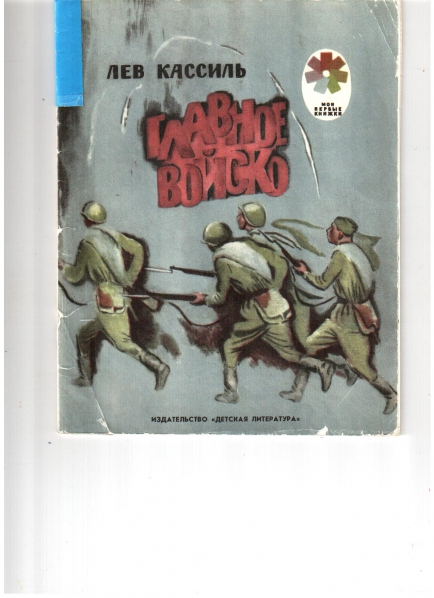 ЛЕВ КАССИЛЬ
ГЛАВНОЕ
ВОЙСКО
МОИ
ПЕРВЫЕ
КНИЖКИ
ИЗДАТЕЛЬСТВО «ДЕТСКАЯ ЛИТЕРАТУРА»